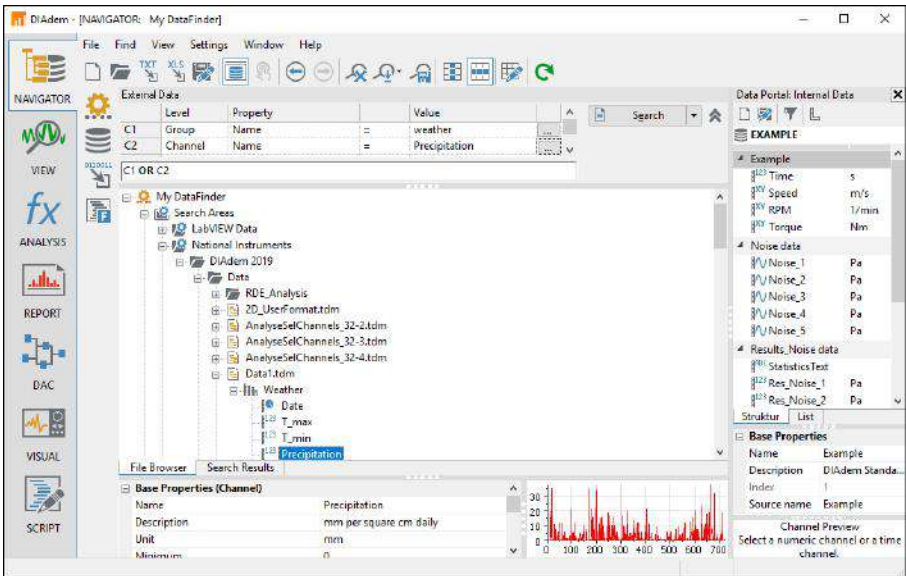 DIAdem - [NAVIGATOR: My DataFinder]
File Find View Settings Window Help
TXT XLS
NAVIGATOR
VIEW
fx
ANALYSIS
REPORT
DAC
VISUAL
SCRIPT
External Data
Level Property Value
C1 Group Name = weather ...
C2 Channel Name = Precipitation ...
Search
C1 OR C2
My DataFinder
Search Areas
LabVIEW Data
National Instruments
DIAdem 2019
Data
RDE_Analysis
2D_UserFormat.tdm
AnalyseSelChannels_32-2.tdm
AnalyseSelChannels_32-3.tdm
AnalyseSelChannels_32-4.tdm
Data1.tdm
Weather
Date
T_max
T_min
Precipitation
File Browser Search Results
Base Properties (Channel)
Name Precipitation
Description mm per square cm daily
Unit mm
Minimum 0
30
20
10
0
0 100 200 300 400 500 600 700
Data Portal: Internal Data
EXAMPLE
Example
Time s
Speed m/s
RPM 1/min
Torque Nm
Noise data
Noise_1 Pa
Noise_2 Pa
Noise_3 Pa
Noise_4 Pa
Noise_5 Pa
Results_Noise data
StatisticsText
Res_Noise_1 Pa
Res_Noise_2 Pa
Struktur List
Base Properties
Name Example
Description DIAdem Standa...
Index 1
Source name Example
Channel Preview
Select a numeric channel or a time
channel.